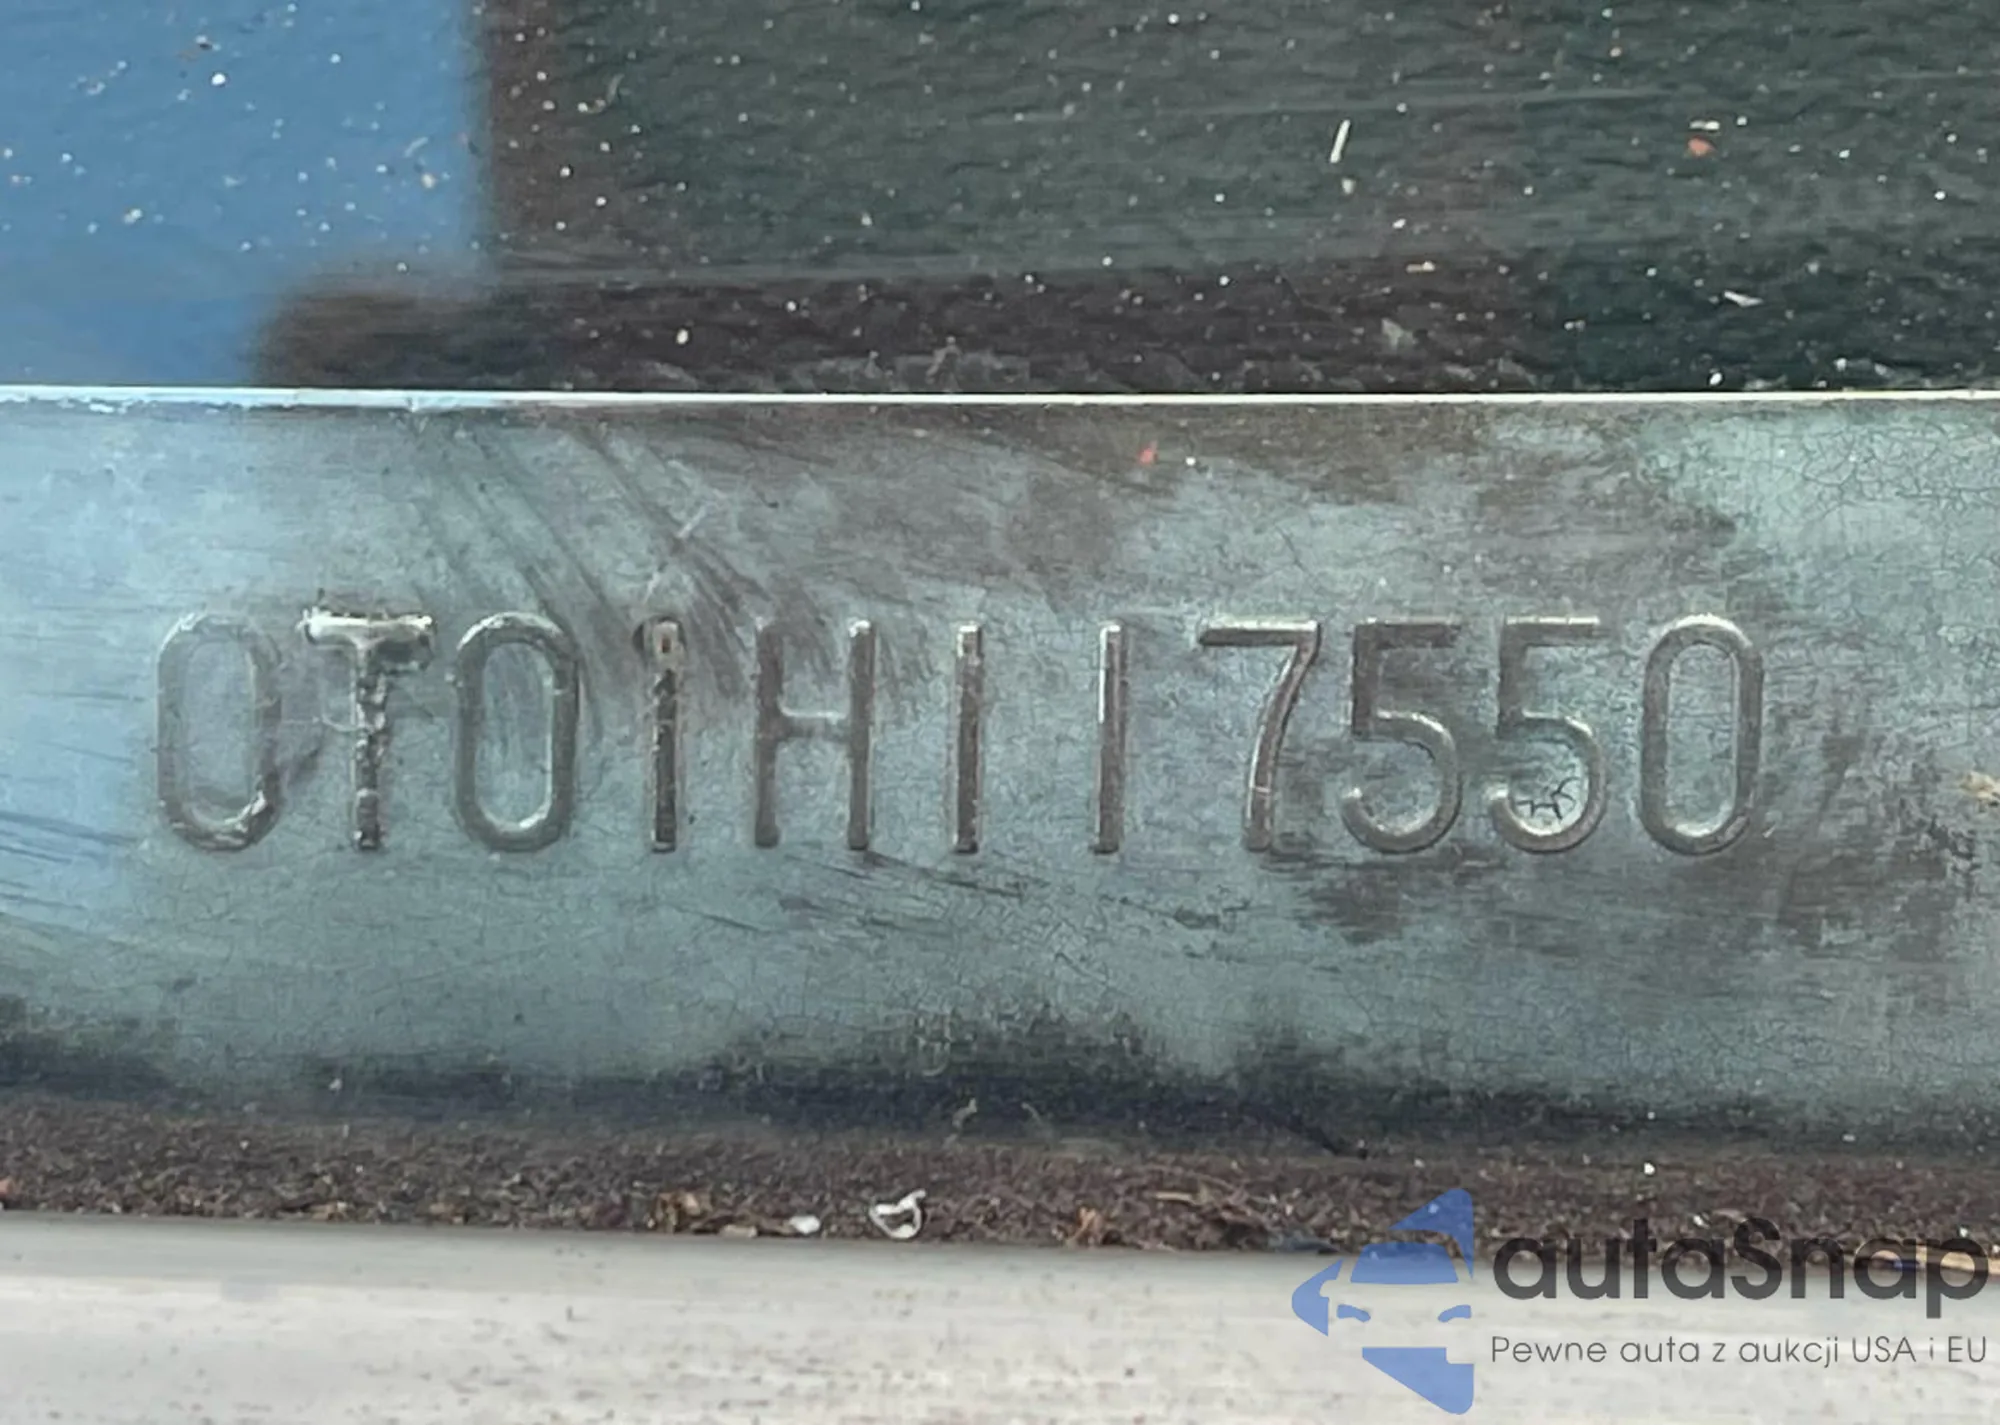 0T01H117550
autaSnap
Pewne auta z aukcji USA i EU